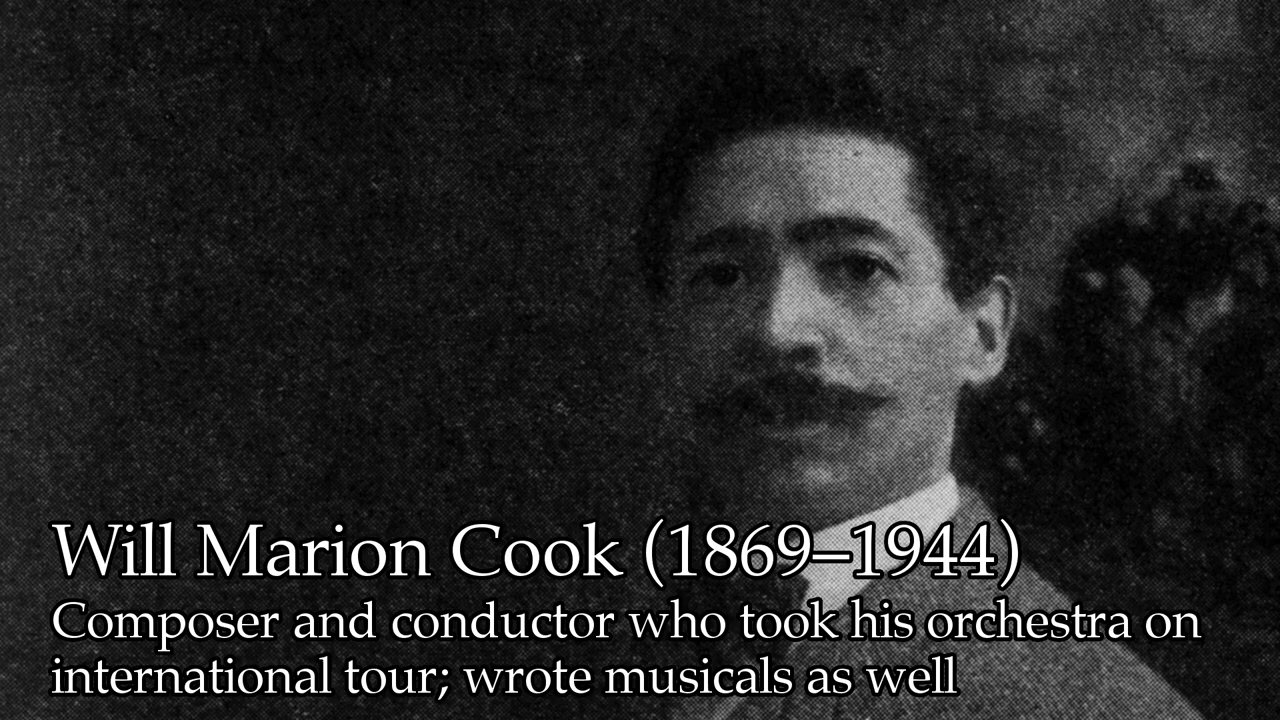 Will Marion Cook (1869–1944)
Composer and conductor who took his orchestra on
international tour; wrote musicals as well